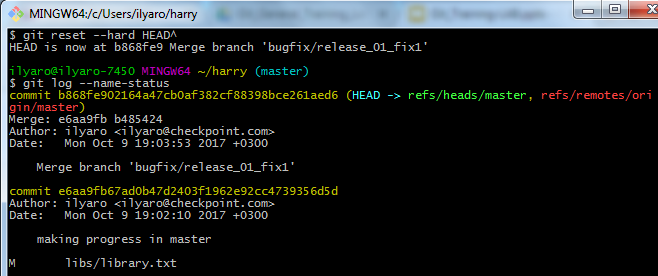 MINGW64:/c/Users/ilyaro/harry
$ git reset --hard HEAD^
HEAD is now at b868fe9 Merge branch 'bugfix/release_01_fix1'
ilyaro@ilyaro-7450 MINGW64 ~/harry (master)
$ git log --name-status
commit b868fe902164a47cb0af382cf88398bce261aed6 (HEAD -> refs/heads/master, refs/remotes/ori
gin/master)
Merge: e6aa9fb b485424
Author: ilyaro <ilyaro@checkpoint.com>
Date:   Mon Oct 9 19:03:53 2017 +0300
Merge branch 'bugfix/release_01_fix1'
commit e6aa9fb67ad0b47d2403f1962e92cc4739356d5d
Author: ilyaro <ilyaro@checkpoint.com>
Date:   Mon Oct 9 19:02:10 2017 +0300
making progress in master
M       libs/library.txt